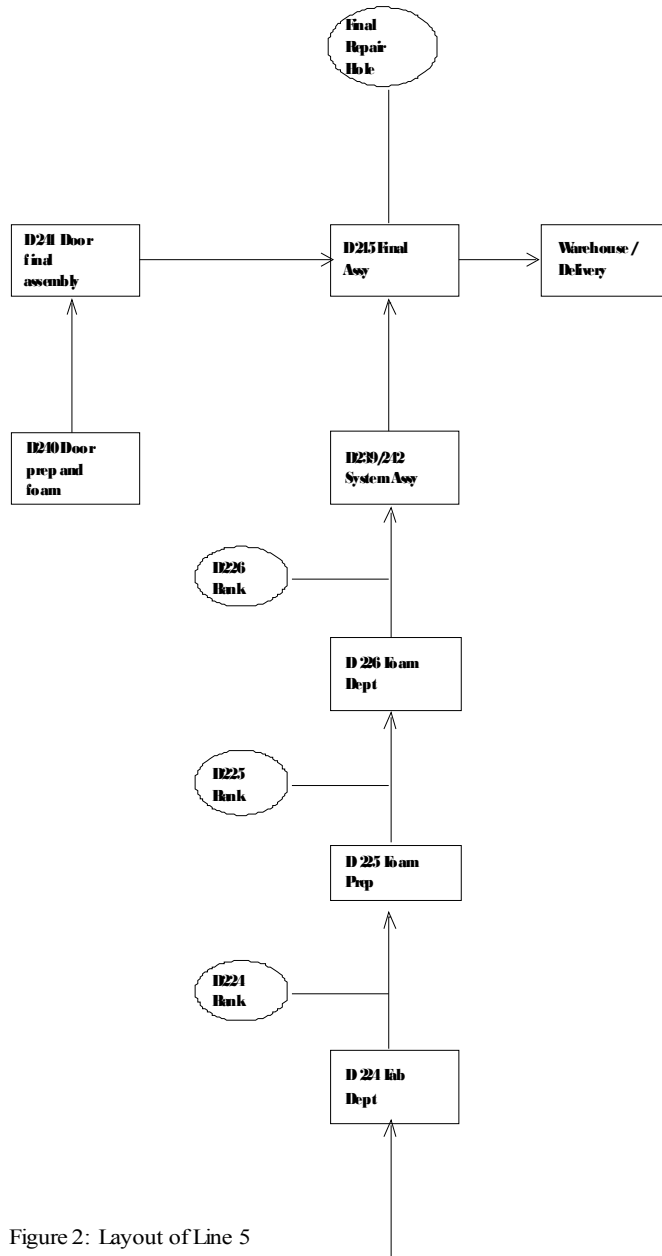 Final
Repair
Hole
D241 Door
final
assembly
D245 Final
Assy
Warehouse /
Delivery
D240 Door
prep and
foam
D239/242
System Assy
D226
Bank
D 226 Foam
Dept
D225
Bank
D 225 Foam
Prep
D224
Bank
D 224 Fab
Dept
Figure 2: Layout of Line 5